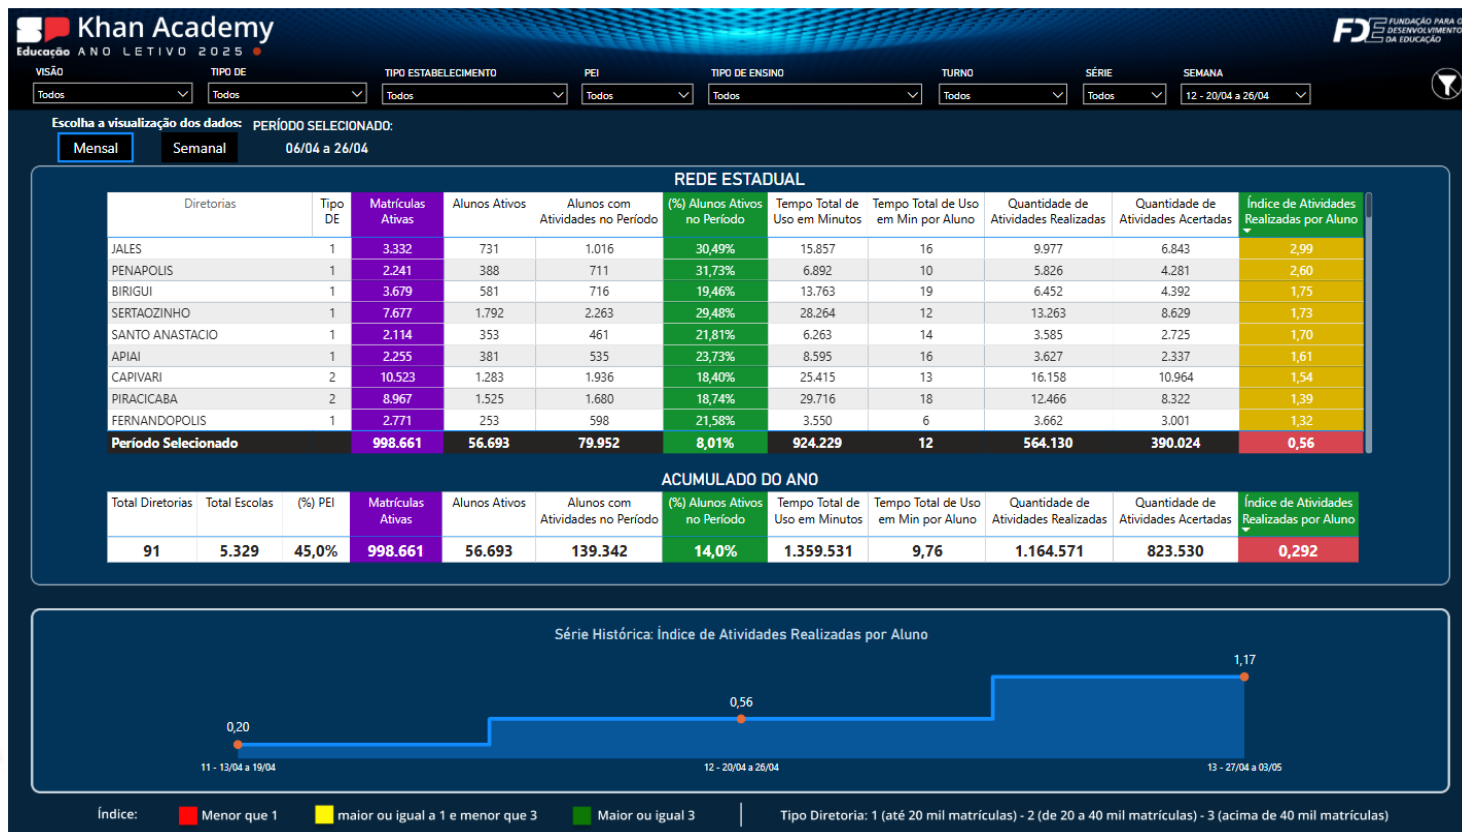 Khan Academy
Educação ANO LETIVO 2025
FDE FUNDAÇÃO PARA O DESENVOLVIMENTO DA EDUCAÇÃO
VISÃO TIPO DE TIPO ESTABELECIMENTO PEI TIPO DE ENSINO TURNO SÉRIE SEMANA
Todos Todos Todos Todos Todos Todos Todos 12 - 20/04 a 26/04
Escolha a visualização dos dados: PERÍODO SELECIONADO:
Mensal Semanal 06/04 a 26/04
REDE ESTADUAL
Diretorias Tipo DE Matrículas Ativas Alunos Ativos Alunos com Atividades no Período (%) Alunos Ativos no Período Tempo Total de Uso em Minutos Tempo Total de Uso em Min por Aluno Quantidade de Atividades Realizadas Quantidade de Atividades Acertadas Índice de Atividades Realizadas por Aluno
JALES 1 3.332 731 1.016 30,49% 15.857 16 9.977 6.843 2,99
PENAPOLIS 1 2.241 388 711 31,73% 6.892 10 5.826 4.281 2,60
BIRIGUI 1 3.679 581 716 19,46% 13.763 19 6.452 4.392 1,75
SERTAOZINHO 1 7.677 1.792 2.263 29,48% 28.264 12 13.263 8.629 1,73
SANTO ANASTACIO 1 2.114 353 461 21,81% 6.263 14 3.585 2.725 1,70
APIAI 1 2.255 381 535 23,73% 8.595 16 3.627 2.337 1,61
CAPIVARI 2 10.523 1.283 1.936 18,40% 25.415 13 16.158 10.964 1,54
PIRACICABA 2 8.967 1.525 1.680 18,74% 29.716 18 12.466 8.322 1,39
FERNANDOPOLIS 1 2.771 253 598 21,58% 3.550 6 3.662 3.001 1,32
Período Selecionado 998.661 56.693 79.952 8,01% 924.229 12 564.130 390.024 0,56
ACUMULADO DO ANO
Total Diretorias Total Escolas (%) PEI Matrículas Ativas Alunos Ativos Alunos com Atividades no Período (%) Alunos Ativos no Período Tempo Total de Uso em Minutos Tempo Total de Uso em Min por Aluno Quantidade de Atividades Realizadas Quantidade de Atividades Acertadas Índice de Atividades Realizadas por Aluno
91 5.329 45,0% 998.661 56.693 139.342 14,0% 1.359.531 9,76 1.164.571 823.530 0,292
Série Histórica: Índice de Atividades Realizadas por Aluno
0,20 0,56 1,17
11 - 13/04 a 19/04 12 - 20/04 a 26/04 13 - 27/04 a 03/05
Índice: Menor que 1 maior ou igual a 1 e menor que 3 Maior ou igual 3 Tipo Diretoria: 1 (até 20 mil matrículas) - 2 (de 20 a 40 mil matrículas) - 3 (acima de 40 mil matrículas)